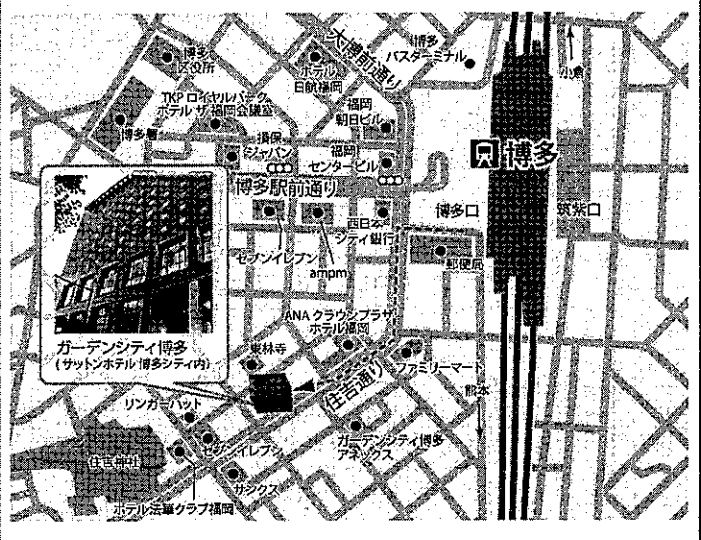 博多
区役所
大博前通り
博多
バスターミナル
小倉
ホテル
日航福岡
TKP ロイヤルパーク
ホテル ザ 福岡会議室
福岡
朝日ビル
博多署
損保
ジャパン
福岡
センタービル
博多
博多駅前通り
博多口
筑紫口
西日本
シティ銀行
セブンイレブン
ampm
郵便局
ANA クラウンプラザ
ホテル福岡
ガーデンシティ博多
(サットンホテル 博多シティ内)
東林寺
住吉通り
ファミリーマート
熊本
リンガーハット
ガーデンシティ博多
アネックス
セブンイレブン
住吉神社
サンクス
ホテル法華クラブ福岡